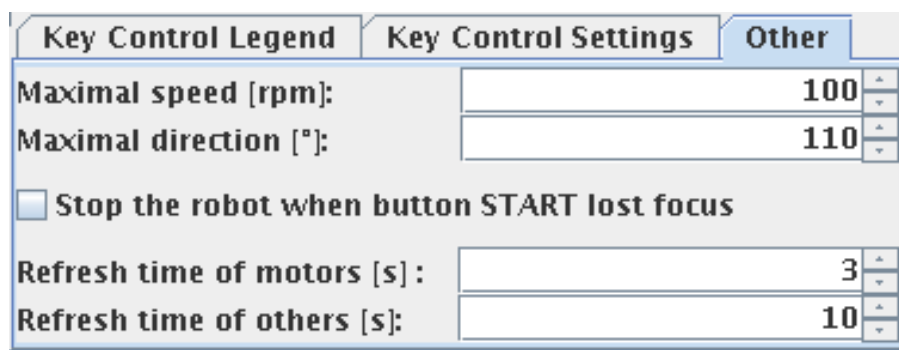 Key Control Legend Key Control Settings Other
Maximal speed [rpm]: 100
Maximal direction [°]: 110
Stop the robot when button START lost focus
Refresh time of motors [s] : 3
Refresh time of others [s]: 10